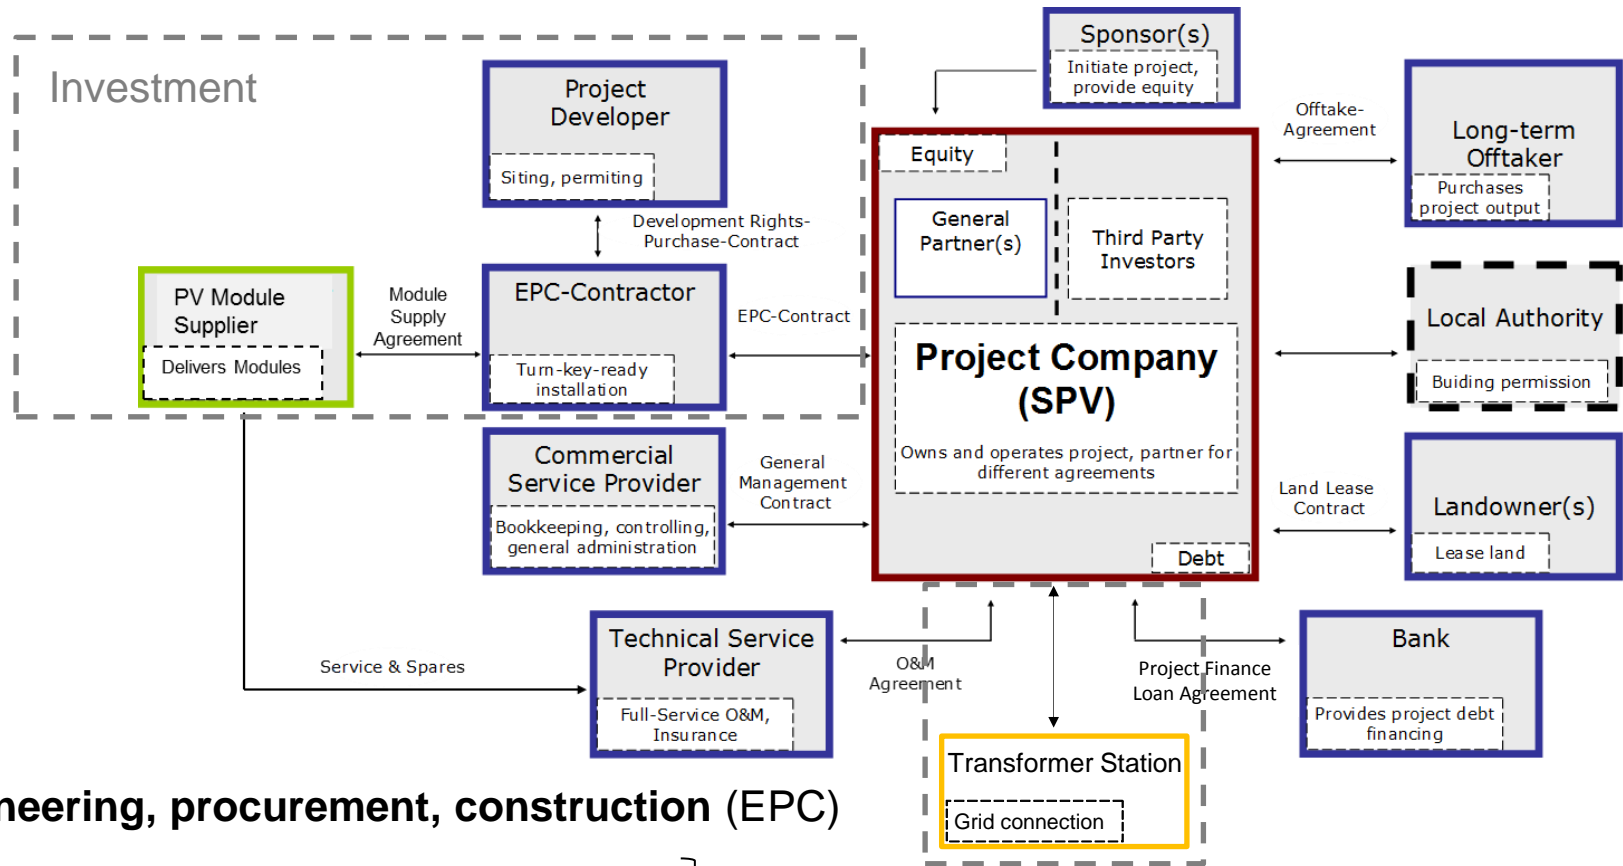 Investment
Project
Developer
Siting, permiting
Development Rights-
Purchase-Contract
Sponsor(s)
Initiate project,
provide equity
Offtake-
Agreement
Long-term
Offtaker
Purchases
project output
Equity
General
Partner(s)
Third Party
Investors
PV Module
Supplier
Delivers Modules
Module
Supply
Agreement
EPC-Contractor
Turn-key-ready
installation
EPC-Contract
Project Company
(SPV)
Owns and operates project, partner for
different agreements
Debt
Local Authority
Buiding permission
Commercial
Service Provider
Bookkeeping, controlling,
general administration
General
Management
Contract
Land Lease
Contract
Landowner(s)
Lease land
Service & Spares
Technical Service
Provider
Full-Service O&M,
Insurance
O&M
Agreement
Project Finance
Loan Agreement
Bank
Provides project debt
financing
Transformer Station
Grid connection
neering, procurement, construction (EPC)